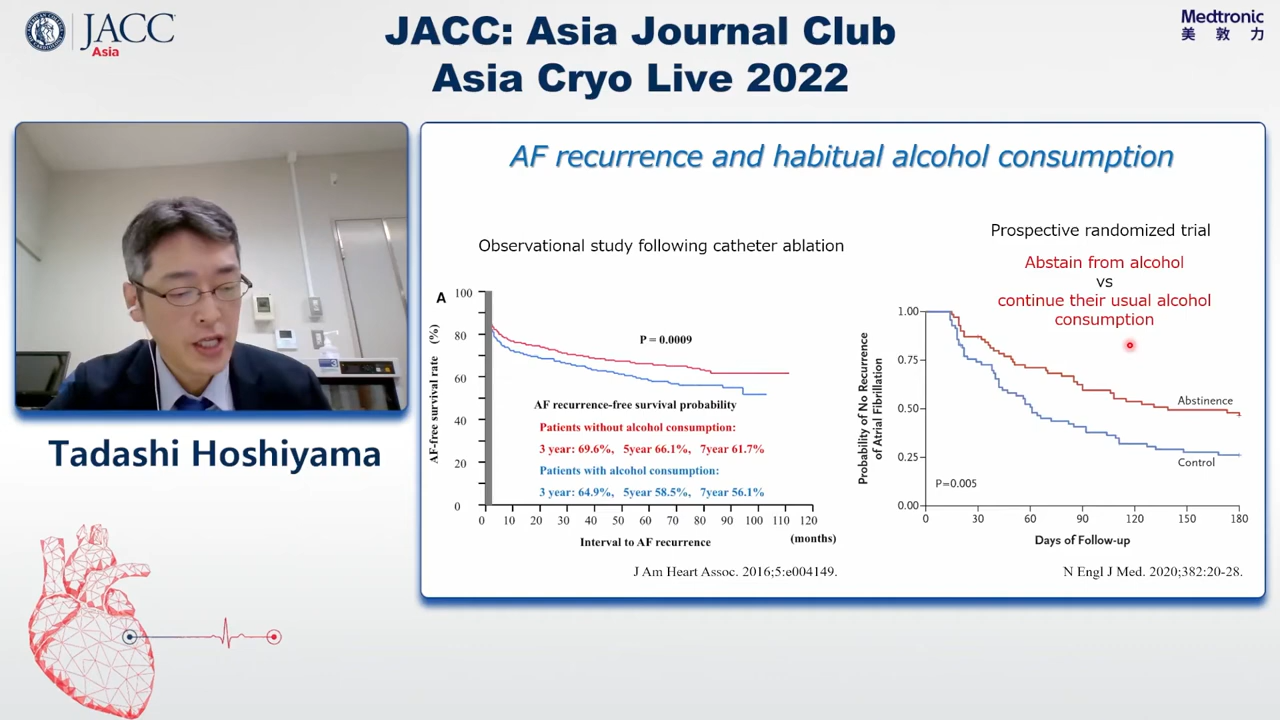 JACC
Asia
JACC: Asia Journal Club
Asia Cryo Live 2022
Medtronic
美敦力
Tadashi Hoshiyama
AF recurrence and habitual alcohol consumption
Observational study following catheter ablation
A
AF-free survival rate (%)
100
80
60
40
20
0
P = 0.0009
AF recurrence-free survival probability
Patients without alcohol consumption:
3 year: 69.6%, 5year 66.1%, 7year 61.7%
Patients with alcohol consumption:
3 year: 64.9%, 5year 58.5%, 7year 56.1%
0 10 20 30 40 50 60 70 80 90 100 110 120
Interval to AF recurrence
(months)
J Am Heart Assoc. 2016;5:e004149.
Prospective randomized trial
Abstain from alcohol
vs
continue their usual alcohol
consumption
Probability of No Recurrence
of Atrial Fibrillation
1.00
0.75
0.50
0.25
0.00
Abstinence
Control
P=0.005
0 30 60 90 120 150 180
Days of Follow-up
N Engl J Med. 2020;382:20-28.